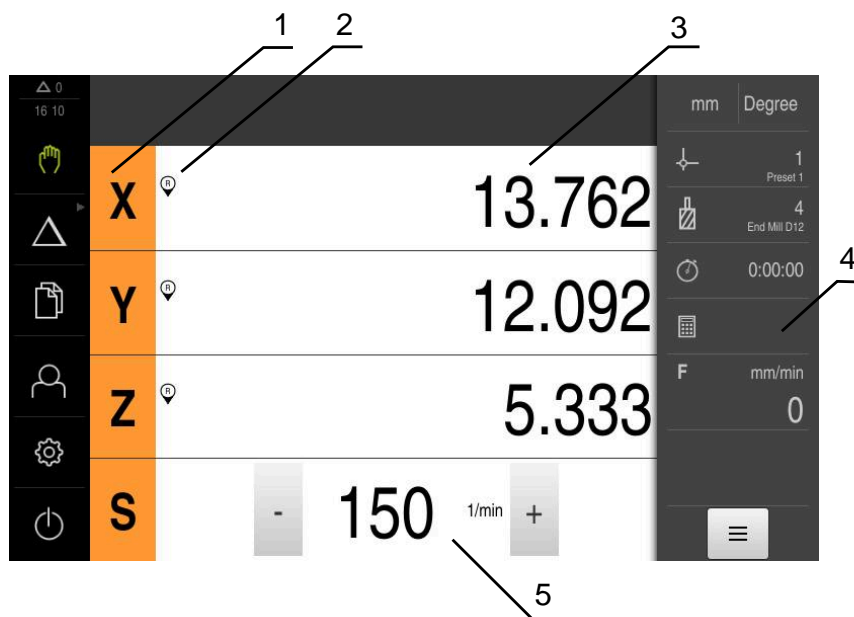 1 2 3
△ 0
16 10
mm Degree
X R 13.762
1
Preset 1
4
End Mill D12
4
Y R 12.092
0:00:00
Z R 5.333
F mm/min
0
S - 150 1/min +
5